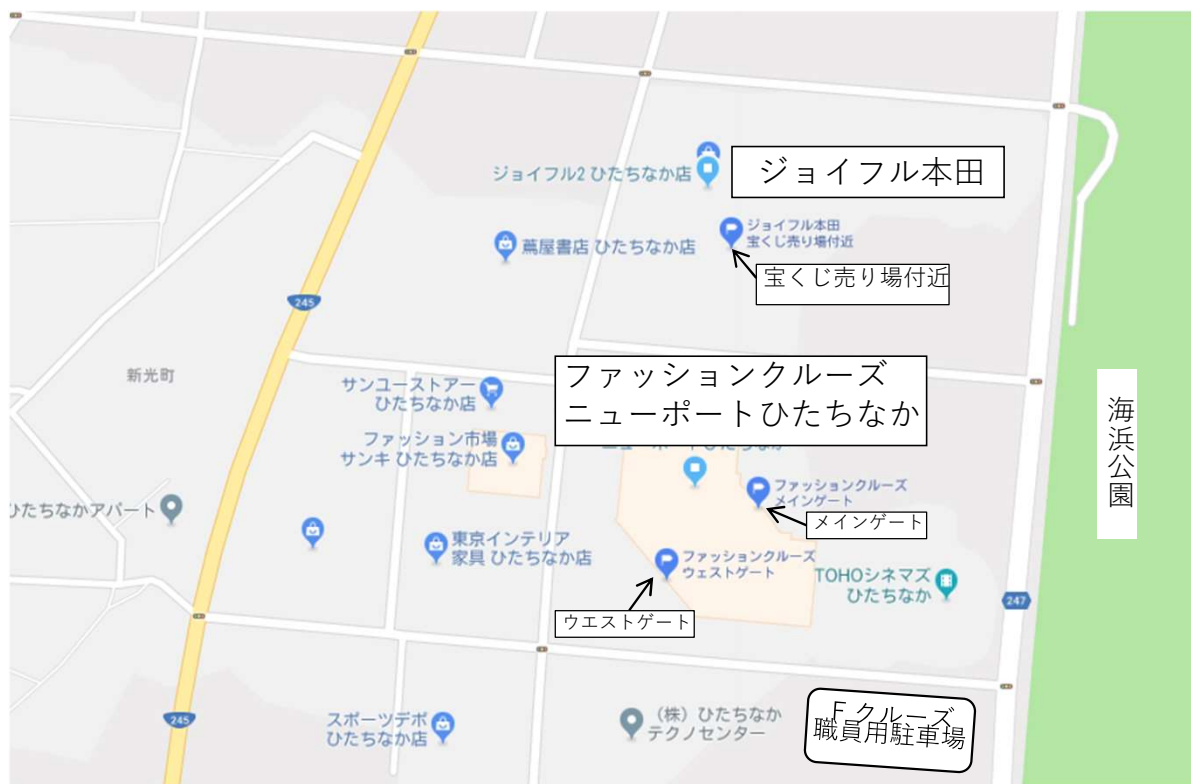 ジョイフル2 ひたちなか店
ジョイフル本田
ジョイフル本田
宝くじ売り場付近
蔦屋書店 ひたちなか店
宝くじ売り場付近
245
新光町
ファッションクルーズ
ニューポートひたちなか
サンユーストアー
ひたちなか店
海浜公園
ファッション市場
サンキ ひたちなか店
ファッションクルーズ
メインゲート
ひたちなかアパート
メインゲート
東京インテリア
家具 ひたちなか店
ファッションクルーズ
ウェストゲート
TOHOシネマズ
ひたちなか
247
ウエストゲート
245
スポーツデポ
ひたちなか店
(株) ひたちなか
テクノセンター
Fクルーズ
職員用駐車場